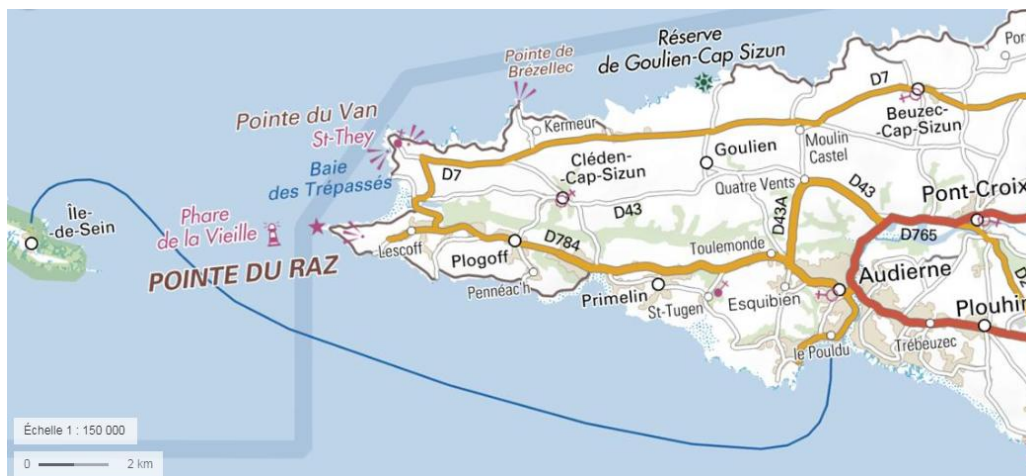 Pointe de
Brézellec
Réserve
de Goulien-Cap Sizun
D7
Beuzec-
-Cap-Sizun
Pointe du Van
St-They
Kermeur
Moulin
Castel
Goulien
Baie
des Trépassés
D7
Cléden-
-Cap-Sizun
Quatre Vents
D43
Pont-Croix
Île-
-de-Sein
Phare
de la Vieille
D43
D43A
D765
POINTE DU RAZ
Lescoff
Plogoff
D784
Toulemonde
Audierne
Pennéac'h
Primelin
St-Tugen
Esquibien
Plouhin
Trébeuzec
le Pouldu
Échelle 1 : 150 000
0 2 km